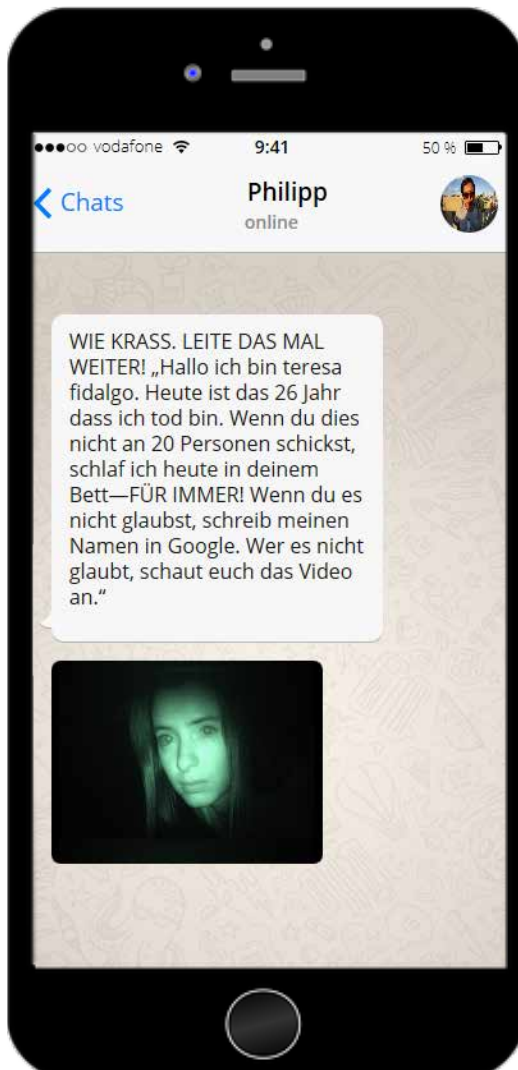 ●●●○○ vodafone 9:41 50 %
Chats Philipp
online
WIE KRASS. LEITE DAS MAL
WEITER! „Hallo ich bin teresa
fidalgo. Heute ist das 26 Jahr
dass ich tod bin. Wenn du dies
nicht an 20 Personen schickst,
schlaf ich heute in deinem
Bett—FÜR IMMER! Wenn du es
nicht glaubst, schreib meinen
Namen in Google. Wer es nicht
glaubt, schaut euch das Video
an.“